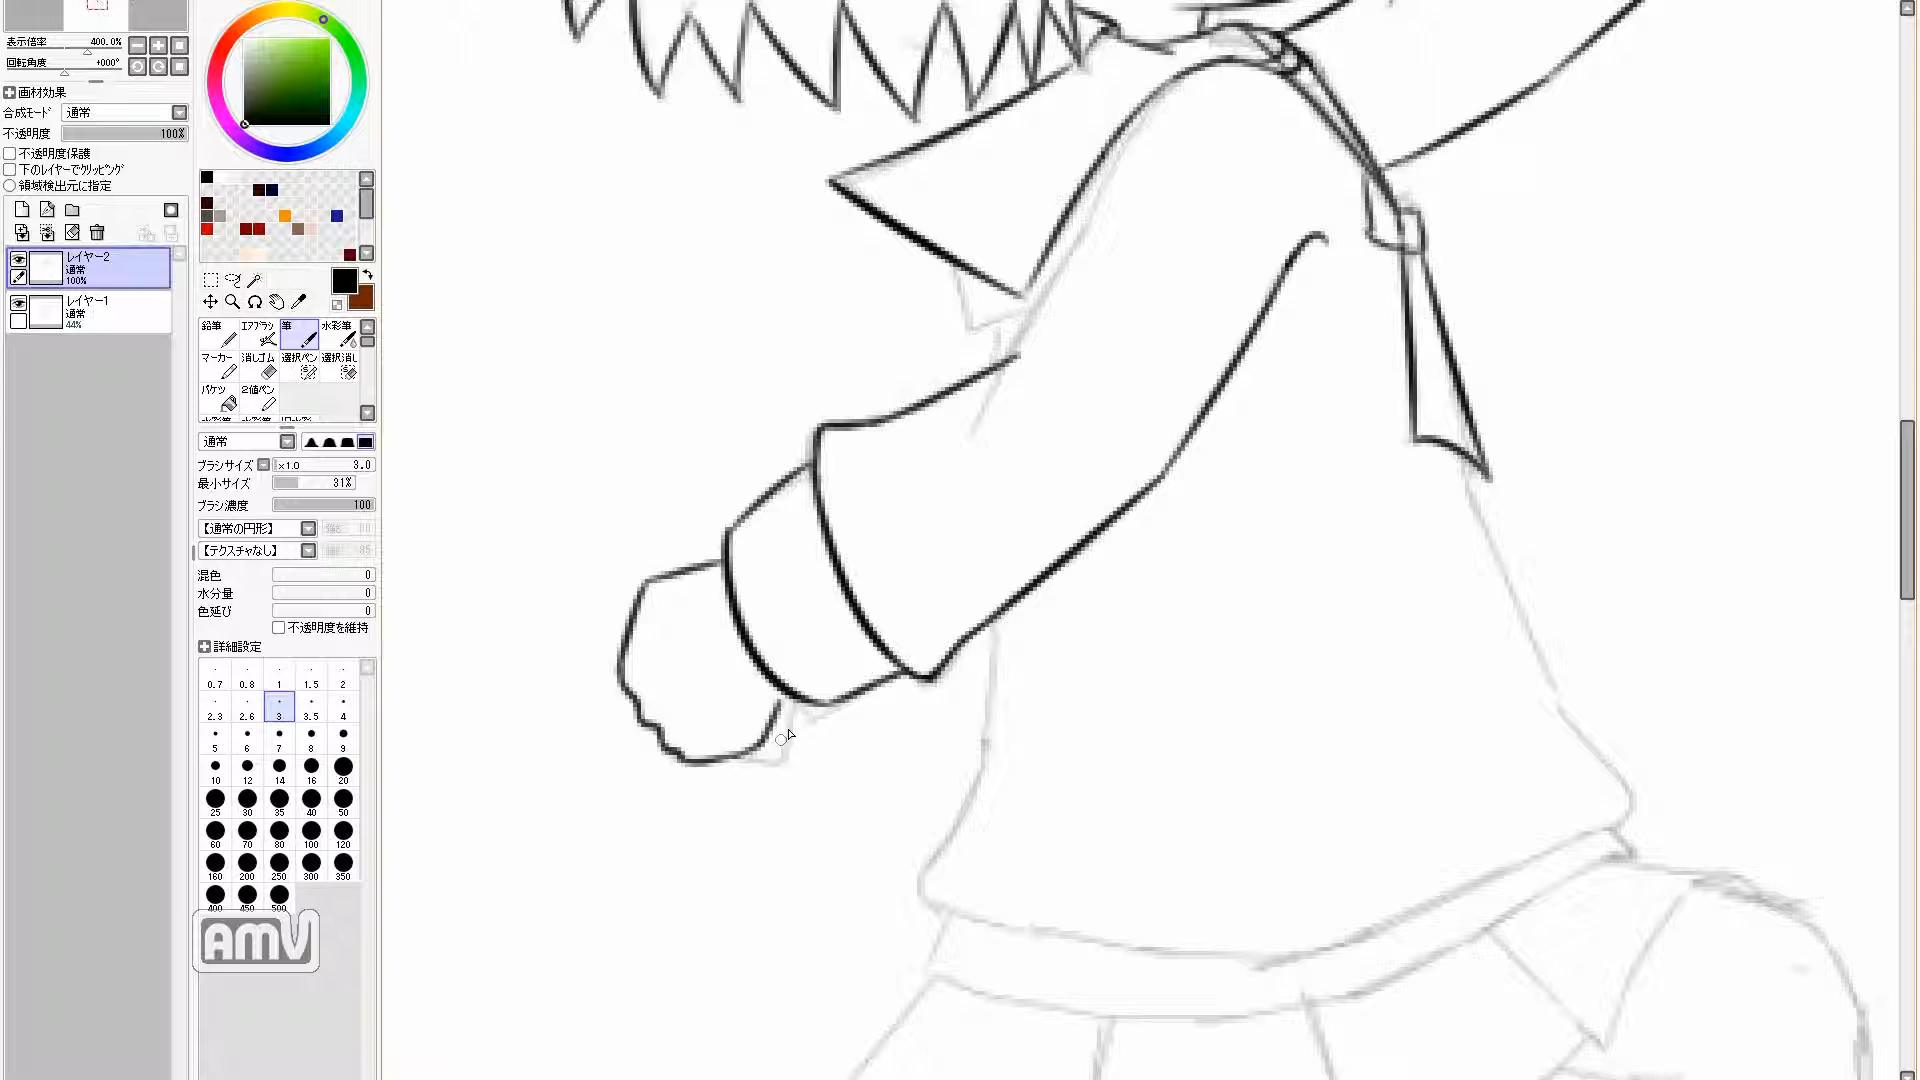 表示倍率 400.0%
回転角度 +000°
画材効果
合成モード 通常
不透明度 100%
不透明度保護
下のレイヤーでクリッピング
領域検出元に指定
レイヤー2
通常
100%
レイヤー1
通常
44%
鉛筆 エアブラシ 筆 水彩筆
マーカー 消しゴム 選択ペン 選択消し
バケツ 2値ペン
通常
ブラシサイズ x1.0 3.0
最小サイズ 31%
ブラシ濃度 100
【通常の円形】
【テクスチャなし】
混色 0
水分量 0
色延び 0
不透明度を維持
詳細設定
0.7 0.8 1 1.5 2
2.3 2.6 3 3.5 4
5 6 7 8 9
10 12 14 16 20
25 30 35 40 50
60 70 80 100 120
160 200 250 300 350
400 450 500
AMV